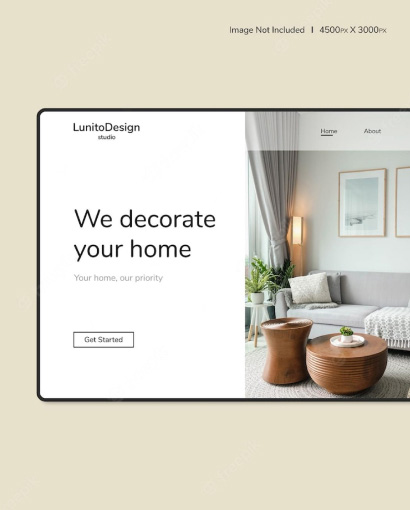 Image Not Included | 4500PX X 3000PX
LunitoDesign
studio
Home About
We decorate
your home
Your home, our priority
Get Started